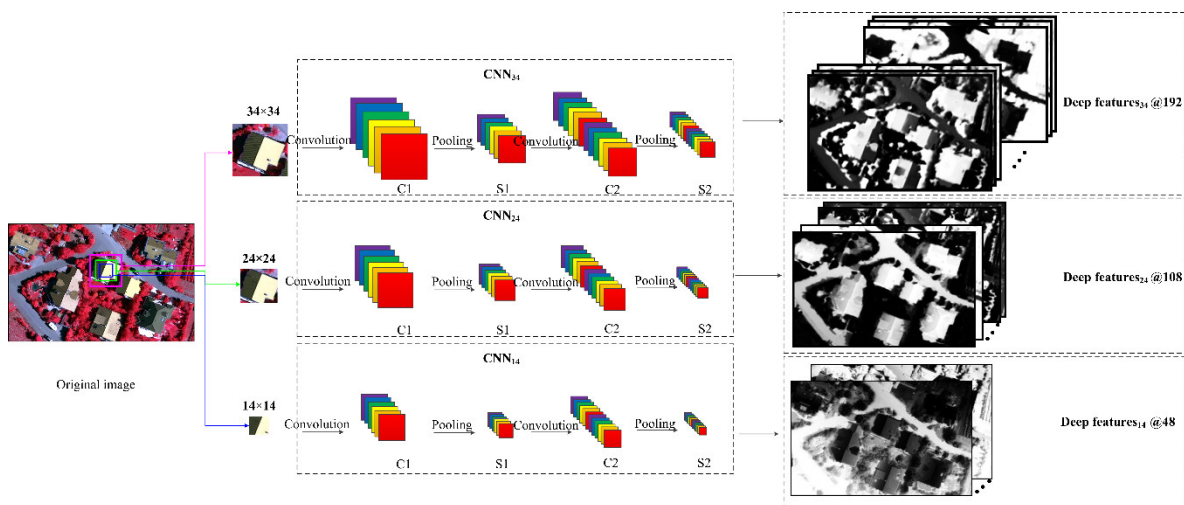 CNN₃₄
34×34
Convolution Pooling Convolution Pooling
C1 S1 C2 S2
Deep features₃₄ @192
CNN₂₄
24×24
Convolution Pooling Convolution Pooling
C1 S1 C2 S2
Deep features₂₄ @108
CNN₁₄
14×14
Convolution Pooling Convolution Pooling
C1 S1 C2 S2
Deep features₁₄ @48
Original image